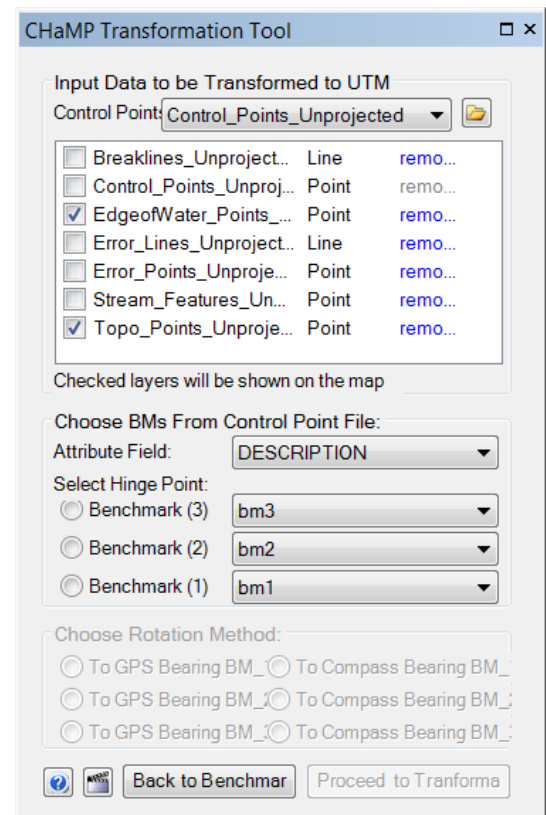 CHaMP Transformation Tool
Input Data to be Transformed to UTM
Control Point: Control_Points_Unprojected
Breaklines_Unproject... Line remo...
Control_Points_Unproj... Point remo...
EdgeofWater_Points_... Point remo...
Error_Lines_Unproject... Line remo...
Error_Points_Unproje... Point remo...
Stream_Features_Un... Point remo...
Topo_Points_Unproje... Point remo...
Checked layers will be shown on the map
Choose BMs From Control Point File:
Attribute Field: DESCRIPTION
Select Hinge Point:
Benchmark (3) bm3
Benchmark (2) bm2
Benchmark (1) bm1
Choose Rotation Method:
To GPS Bearing BM_1 To Compass Bearing BM_
To GPS Bearing BM_2 To Compass Bearing BM_2
To GPS Bearing BM_3 To Compass Bearing BM_
Back to Benchmar Proceed to Tranforma